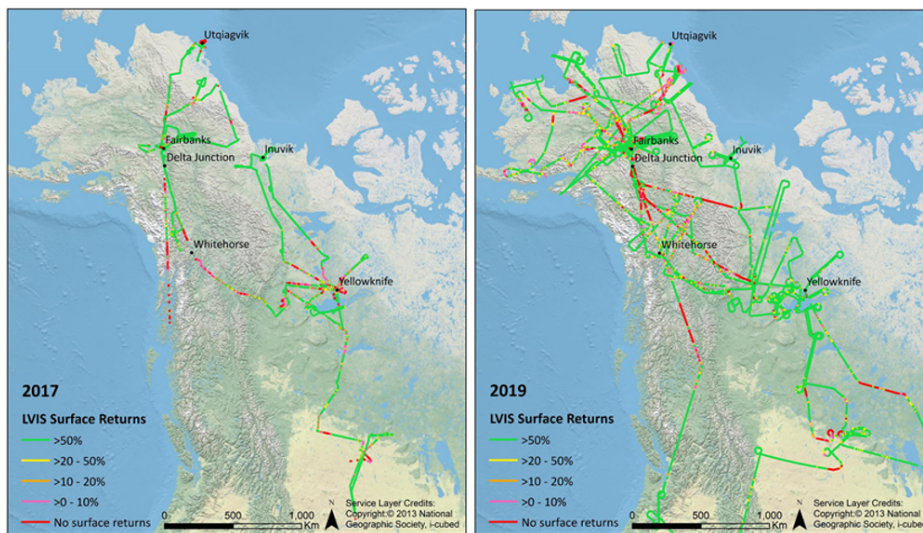 Utqiagvik
Fairbanks
Delta Junction
Inuvik
Whitehorse
Yellowknife
2017
LVIS Surface Returns
>50%
>20 - 50%
>10 - 20%
>0 - 10%
No surface returns
0 500 1,000
Km
N
Service Layer Credits:
Copyright:© 2013 National
Geographic Society, i-cubed
Utqiagvik
Fairbanks
Delta Junction
Inuvik
Whitehorse
Yellowknife
2019
LVIS Surface Returns
>50%
>20 - 50%
>10 - 20%
>0 - 10%
No surface returns
0 500 1,000
Km
N
Service Layer Credits:
Copyright:© 2013 National
Geographic Society, i-cubed